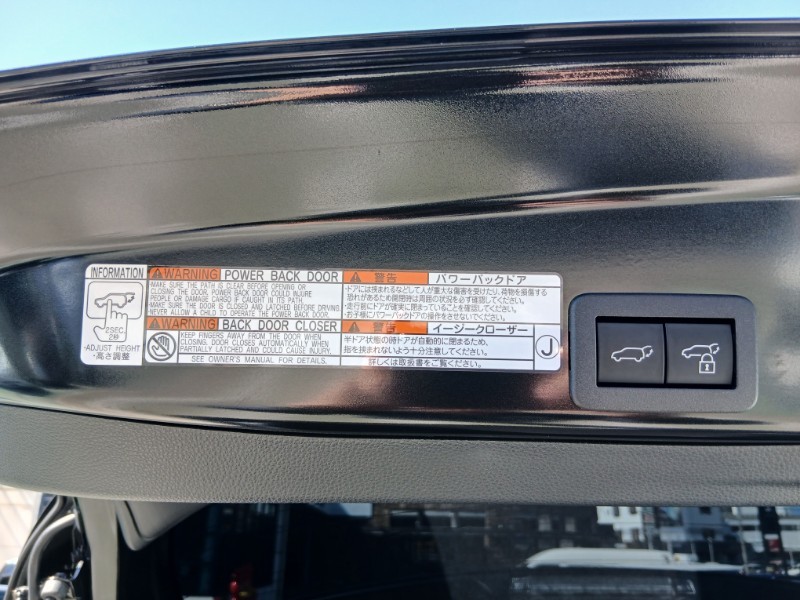 INFORMATION
2SEC.
2秒
・ADJUST HEIGHT
・高さ調整
WARNING POWER BACK DOOR
MAKE SURE THE PATH IS CLEAR BEFORE OPENING OR
CLOSING THE DOOR. POWER BACK DOOR COULD INJURE
PEOPLE OR DAMAGE CARGO IF CAUGHT IN ITS PATH.
MAKE SURE THE DOOR IS CLOSED AND LATCHED BEFORE DRIVING.
NEVER ALLOW A CHILD TO OPERATE THE POWER BACK DOOR.
WARNING BACK DOOR CLOSER
KEEP FINGERS AWAY FROM THE DOOR WHEN
CLOSING. DOOR CLOSES AUTOMATICALLY WHEN
PARTIALLY LATCHED AND COULD CAUSE INJURY.
SEE OWNER'S MANUAL FOR DETAILS.
警告 パワーバックドア
・ドアには挟まれるなどして人が重大な傷害を受けたり、荷物を損傷する
恐れがあるため開閉時は周囲の状況を必ず確認してください。
・走行前にドアが確実に閉まっていることを確認してください。
・お子様にパワーバックドアの操作をさせないでください。
警告 イージークローザー
半ドア状態の時ドアが自動的に閉まるため、
指を挟まれないよう十分注意してください。
詳しくは取扱書をご覧ください。
J